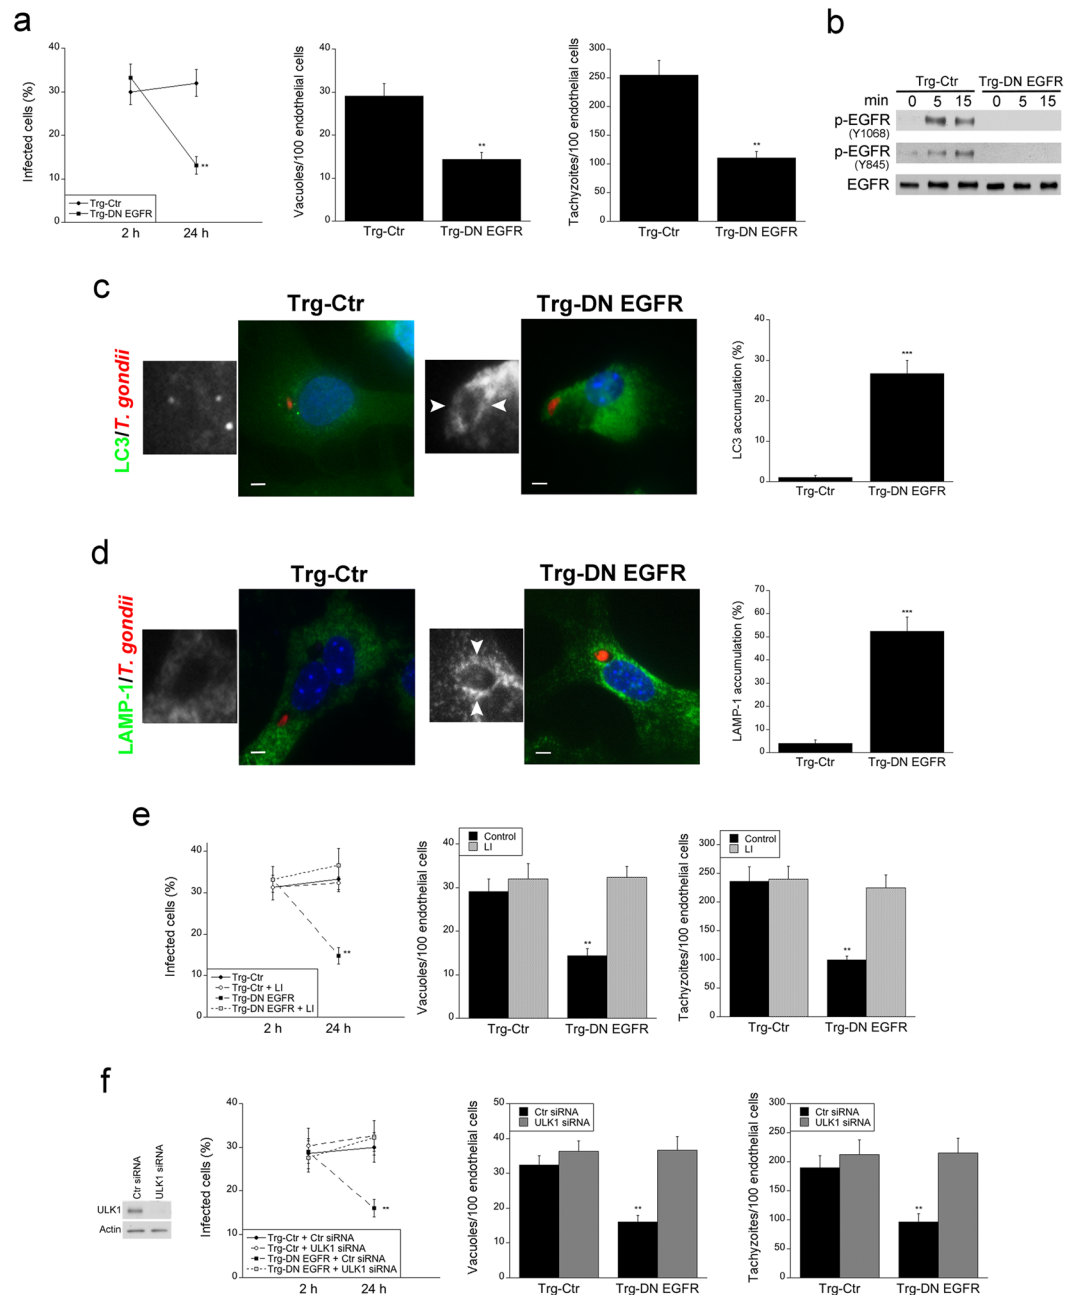 a
Infected cells (%)
40
30
20
10
0
Trg-Ctr
Trg-DN EGFR
**
2 h 24 h
Vacuoles/100 endothelial cells
40
30
20
10
0
**
Trg-Ctr Trg-DN EGFR
Tachyzoites/100 endothelial cells
300
250
200
150
100
50
0
**
Trg-Ctr Trg-DN EGFR
b
Trg-Ctr Trg-DN EGFR
min 0 5 15 0 5 15
p-EGFR
(Y1068)
p-EGFR
(Y845)
EGFR
c
LC3/T. gondii
Trg-Ctr
Trg-DN EGFR
LC3 accumulation (%)
40
30
20
10
0
***
Trg-Ctr Trg-DN EGFR
d
LAMP-1/T. gondii
Trg-Ctr
Trg-DN EGFR
LAMP-1 accumulation (%)
70
60
50
40
30
20
10
0
***
Trg-Ctr Trg-DN EGFR
e
Infected cells (%)
40
30
20
10
0
**
Trg-Ctr
Trg-Ctr + LI
Trg-DN EGFR
Trg-DN EGFR + LI
2 h 24 h
Vacuoles/100 endothelial cells
40
30
20
10
0
Control
LI
**
Trg-Ctr Trg-DN EGFR
Tachyzoites/100 endothelial cells
300
250
200
150
100
50
0
Control
LI
**
Trg-Ctr Trg-DN EGFR
f
Ctr siRNA
ULK1 siRNA
ULK1
Actin
Infected cells (%)
40
30
20
10
0
**
Trg-Ctr + Ctr siRNA
Trg-Ctr + ULK1 siRNA
Trg-DN EGFR + Ctr siRNA
Trg-DN EGFR + ULK1 siRNA
2 h 24 h
Vacuoles/100 endothelial cells
50
40
30
20
10
0
Ctr siRNA
ULK1 siRNA
**
Trg-Ctr Trg-DN EGFR
Tachyzoites/100 endothelial cells
300
250
200
150
100
50
0
Ctr siRNA
ULK1 siRNA
**
Trg-Ctr Trg-DN EGFR